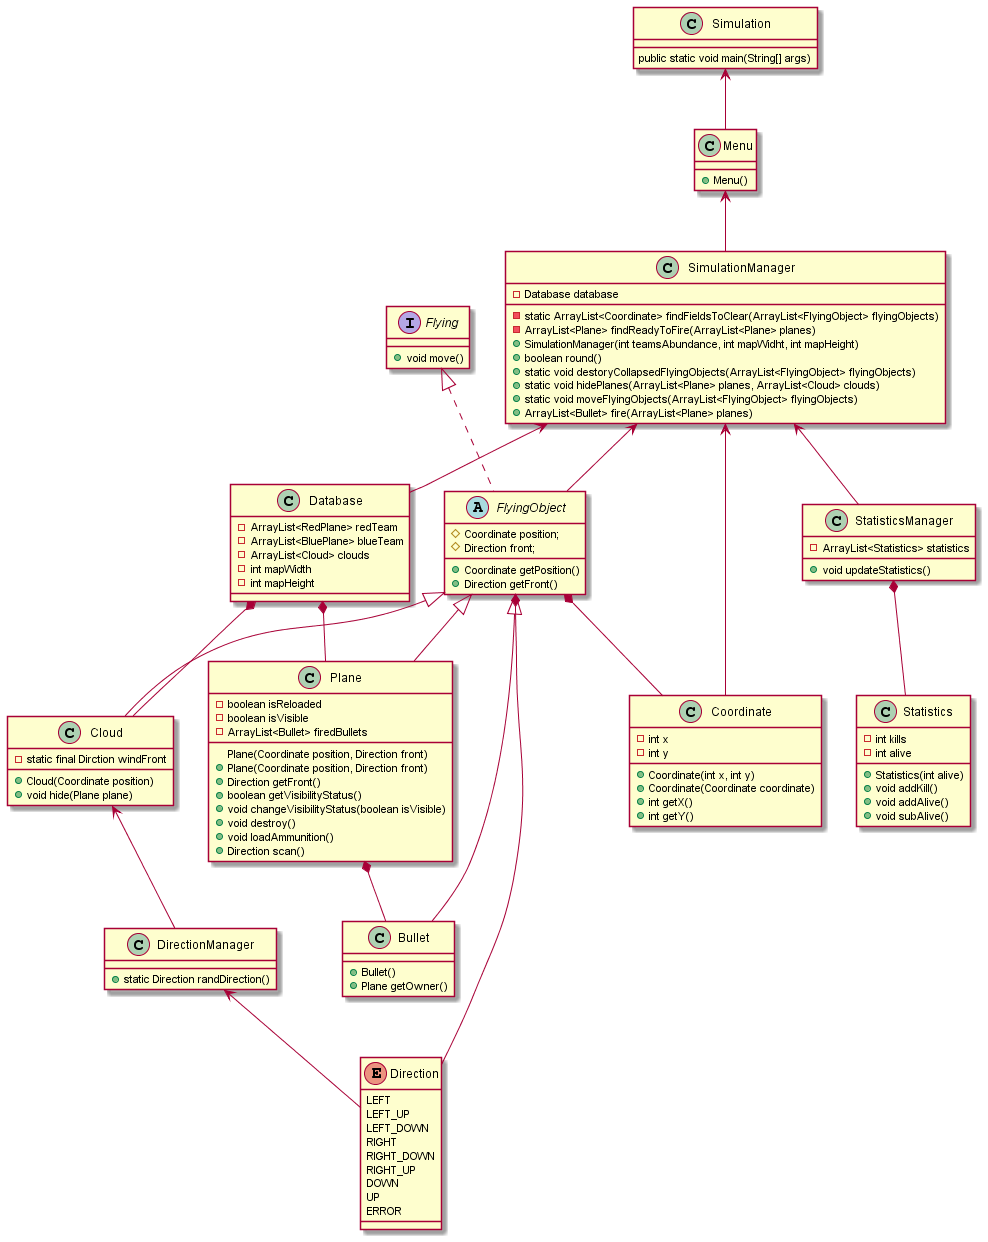 C Simulation
public static void main(String[] args)
C Menu
Menu()
C SimulationManager
Database database
static ArrayList<Coordinate> findFieldsToClear(ArrayList<FlyingObject> flyingObjects)
ArrayList<Plane> findReadyToFire(ArrayList<Plane> planes)
SimulationManager(int teamsAbundance, int mapWidht, int mapHeight)
boolean round()
static void destoryCollapsedFlyingObjects(ArrayList<FlyingObject> flyingObjects)
static void hidePlanes(ArrayList<Plane> planes, ArrayList<Cloud> clouds)
static void moveFlyingObjects(ArrayList<FlyingObject> flyingObjects)
ArrayList<Bullet> fire(ArrayList<Plane> planes)
I Flying
void move()
C Database
ArrayList<RedPlane> redTeam
ArrayList<BluePlane> blueTeam
ArrayList<Cloud> clouds
int mapWidth
int mapHeight
A FlyingObject
Coordinate position;
Direction front;
Coordinate getPosition()
Direction getFront()
C StatisticsManager
ArrayList<Statistics> statistics
void updateStatistics()
C Cloud
static final Dirction windFront
Cloud(Coordinate position)
void hide(Plane plane)
C Plane
boolean isReloaded
boolean isVisible
ArrayList<Bullet> firedBullets
Plane(Coordinate position, Direction front)
Plane(Coordinate position, Direction front)
Direction getFront()
boolean getVisibilityStatus()
void changeVisibilityStatus(boolean isVisible)
void destroy()
void loadAmmunition()
Direction scan()
C Coordinate
int x
int y
Coordinate(int x, int y)
Coordinate(Coordinate coordinate)
int getX()
int getY()
C Statistics
int kills
int alive
Statistics(int alive)
void addKill()
void addAlive()
void subAlive()
C DirectionManager
static Direction randDirection()
C Bullet
Bullet()
Plane getOwner()
E Direction
LEFT
LEFT_UP
LEFT_DOWN
RIGHT
RIGHT_DOWN
RIGHT_UP
DOWN
UP
ERROR